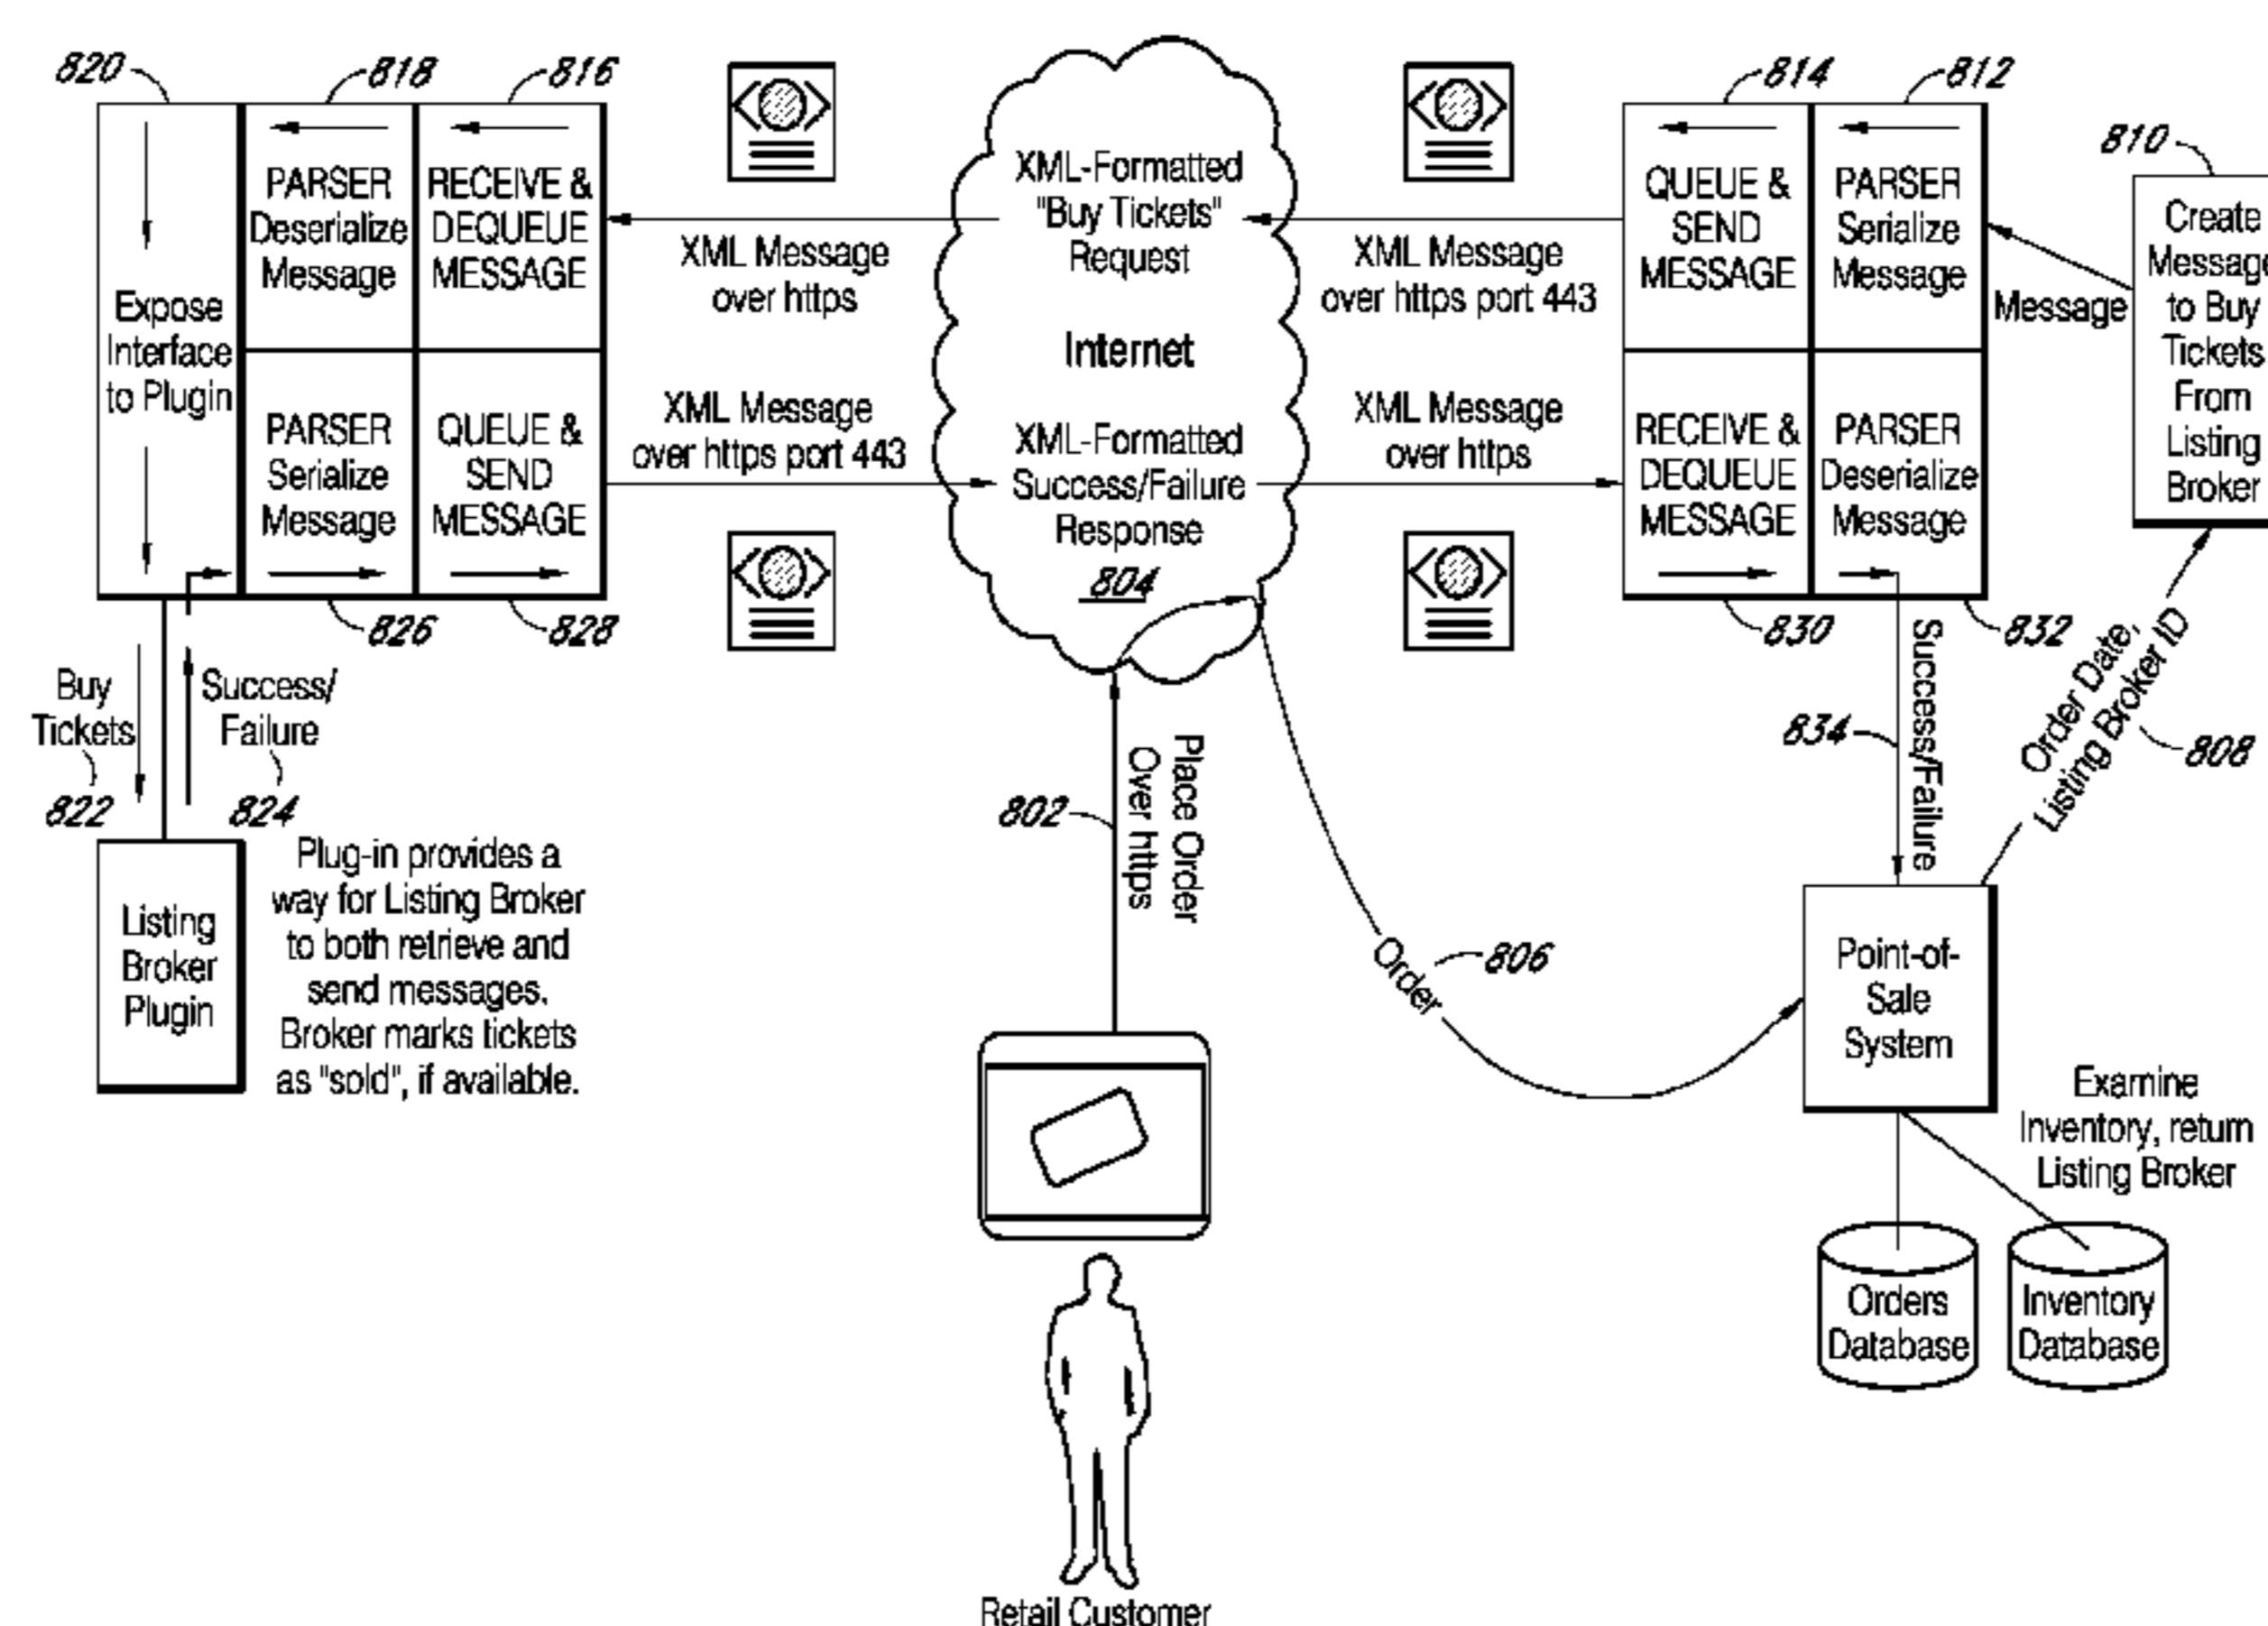 820
818
816
814
812
810
PARSER
Deserialize
Message
RECEIVE &
DEQUEUE
MESSAGE
Expose
Interface
to Plugin
PARSER
Serialize
Message
QUEUE &
SEND
MESSAGE
826
828
XML Message
over https
XML Message
over https port 443
XML-Formatted
"Buy Tickets"
Request
Internet
XML-Formatted
Success/Failure
Response
804
XML Message
over https port 443
XML Message
over https
QUEUE &
SEND
MESSAGE
PARSER
Serialize
Message
RECEIVE &
DEQUEUE
MESSAGE
PARSER
Deserialize
Message
830
832
Message
Create
Message
to Buy
Tickets
From
Listing
Broker
Buy
Tickets
822
Success/
Failure
824
Listing
Broker
Plugin
Plug-in provides a
way for Listing Broker
to both retrieve and
send messages.
Broker marks tickets
as "sold", if available.
802
Place Order
Over https
Order
806
834
Success/Failure
Order Date,
Listing Broker ID
808
Point-of-
Sale
System
Examine
Inventory, return
Listing Broker
Orders
Database
Inventory
Database
Retail Customer